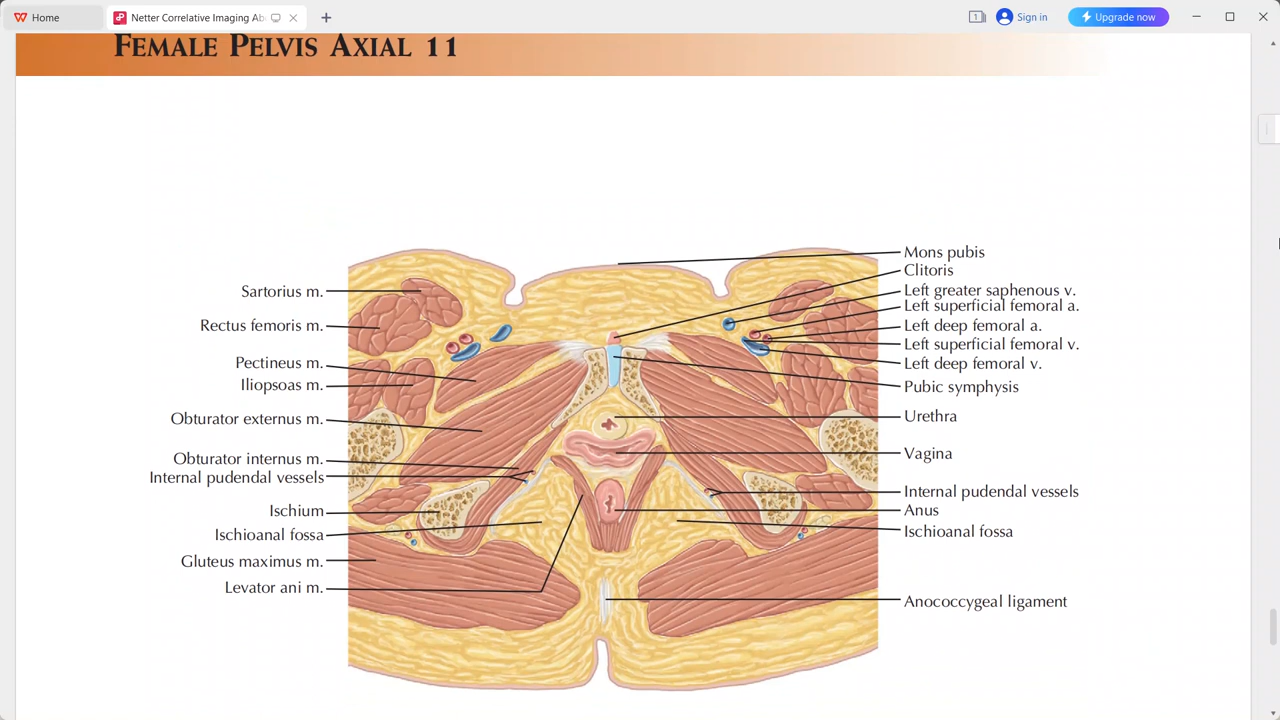 Home
Netter Correlative Imaging Ab
1
Sign in
Upgrade now
FEMALE PELVIS AXIAL 11
Sartorius m.
Rectus femoris m.
Pectineus m.
Iliopsoas m.
Obturator externus m.
Obturator internus m.
Internal pudendal vessels
Ischium
Ischioanal fossa
Gluteus maximus m.
Levator ani m.
Mons pubis
Clitoris
Left greater saphenous v.
Left superficial femoral a.
Left deep femoral a.
Left superficial femoral v.
Left deep femoral v.
Pubic symphysis
Urethra
Vagina
Internal pudendal vessels
Anus
Ischioanal fossa
Anococcygeal ligament